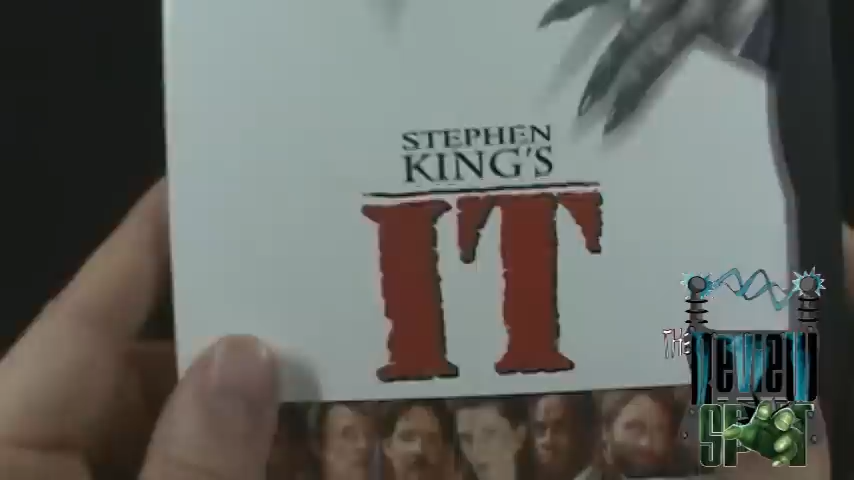 STEPHEN
KING'S
IT
THE
REVIEW
SPOT